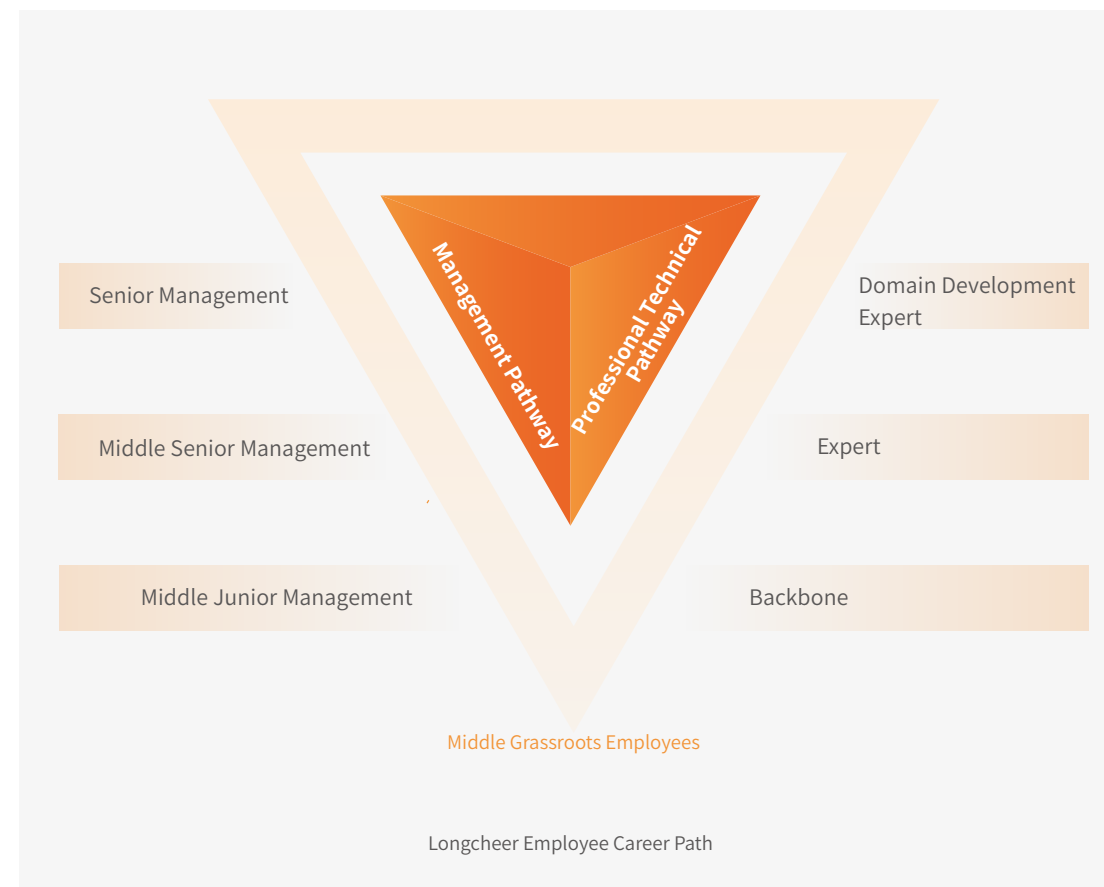 Management Pathway
Professional Technical
Pathway
Senior Management
Domain Development
Expert
Middle Senior Management
Expert
Middle Junior Management
Backbone
Middle Grassroots Employees
Longcheer Employee Career Path